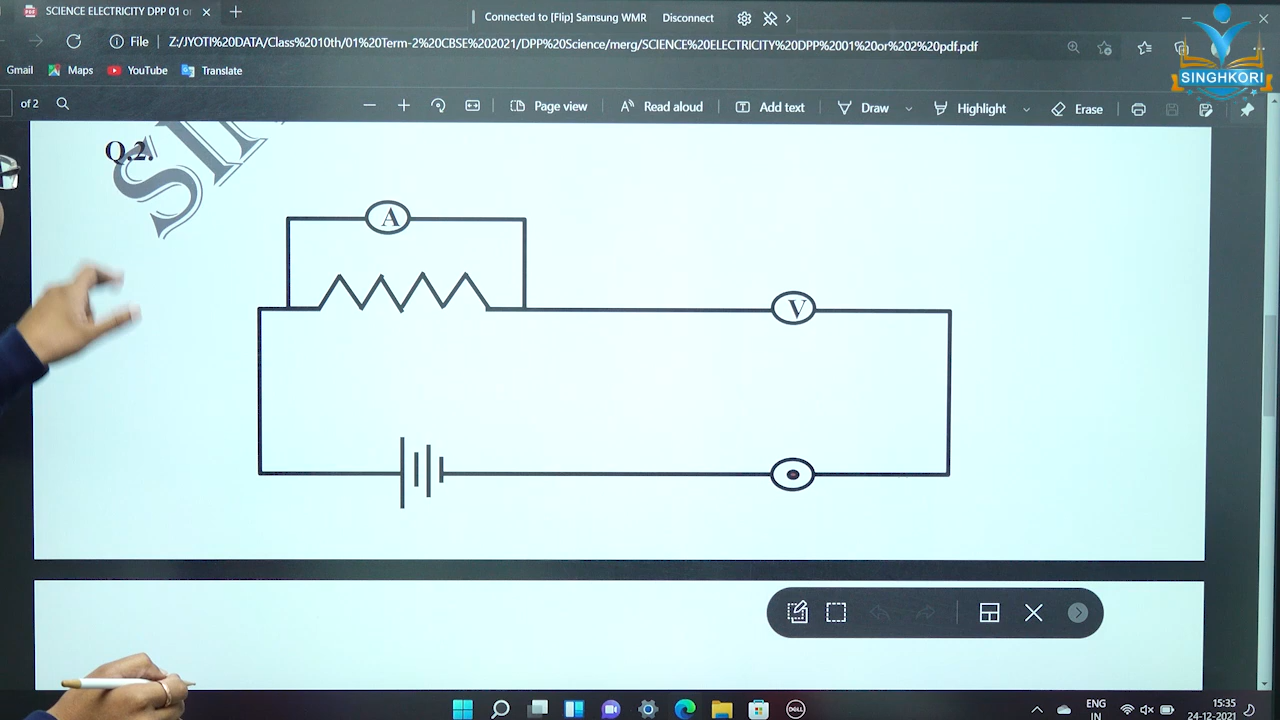 SCIENCE ELECTRICITY DPP 01 or
Connected to [Flip] Samsung WMR Disconnect
File Z:/JYOTI%20DATA/Class%2010th/01%20Term-2%20CBSE%202021/DPP%20Science/merg/SCIENCE%20ELECTRICITY%20DPP%2001%20or%202%20pdf.pdf
SINGHKORI
Gmail Maps YouTube Translate
of 2 Page view Read aloud Add text Draw Highlight Erase
Q.2.
A
V
ENG
IN
15:35
24-12-2021
DELL